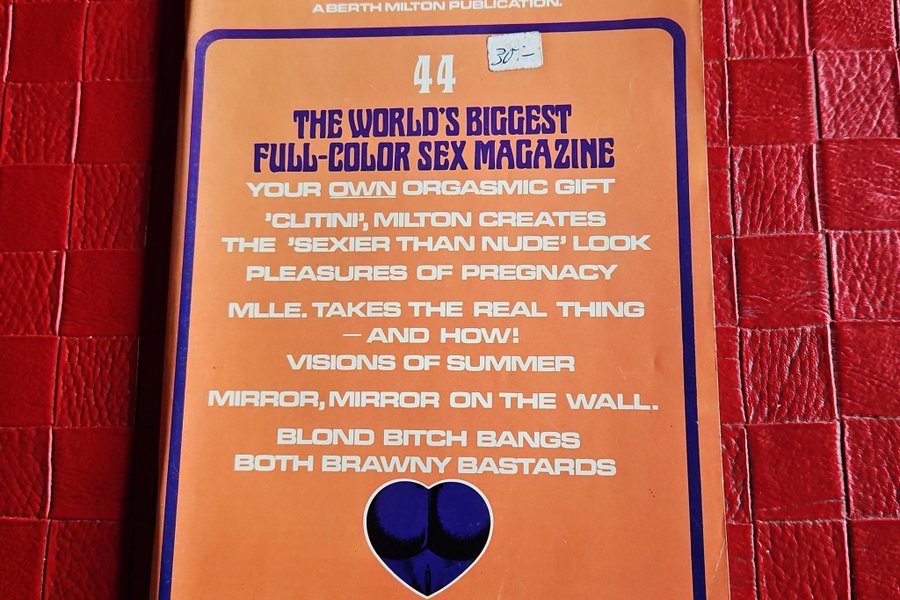 A BERTH MILTON PUBLICATION.
30:-
44
THE WORLD'S BIGGEST
FULL-COLOR SEX MAGAZINE
YOUR OWN ORGASMIC GIFT
'CLITINI', MILTON CREATES
THE 'SEXIER THAN NUDE' LOOK
PLEASURES OF PREGNACY
MLLE. TAKES THE REAL THING
—AND HOW!
VISIONS OF SUMMER
MIRROR, MIRROR ON THE WALL.
BLOND BITCH BANGS
BOTH BRAWNY BASTARDS